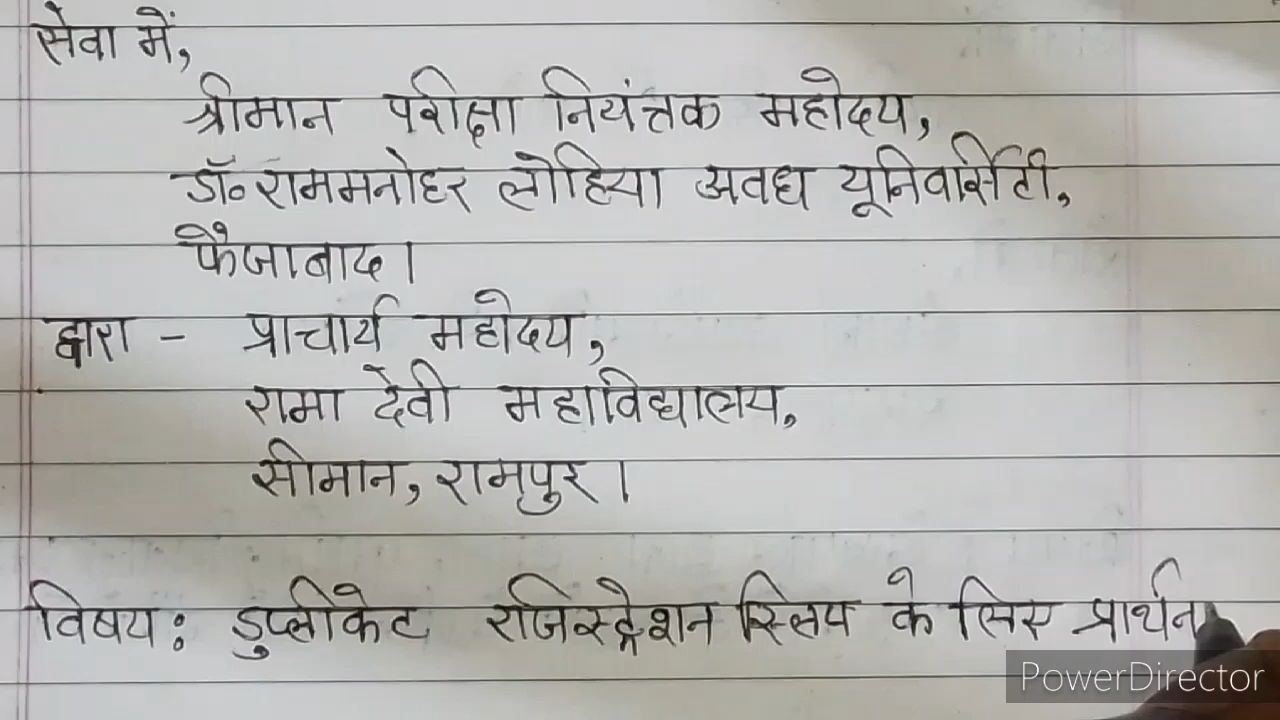 सेवा में,
श्रीमान परीक्षा नियंत्रक महोदय,
डॉ॰ राममनोहर लोहिया अवध यूनिवर्सिटी,
फैजाबाद।
द्वारा - प्राचार्य महोदय,
रामा देवी महाविद्यालय,
सीमान, रामपुर।
विषय: डुप्लीकेट रजिस्ट्रेशन स्लिप के लिए प्रार्थन
PowerDirector